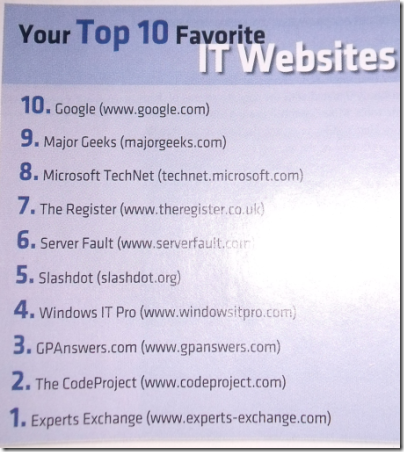 Your Top 10 Favorite
IT Websites
10. Google (www.google.com)
9. Major Geeks (majorgeeks.com)
8. Microsoft TechNet (technet.microsoft.com)
7. The Register (www.theregister.co.uk)
6. Server Fault (www.serverfault.com)
5. Slashdot (slashdot.org)
4. Windows IT Pro (www.windowsitpro.com)
3. GPAnswers.com (www.gpanswers.com)
2. The CodeProject (www.codeproject.com)
1. Experts Exchange (www.experts-exchange.com)